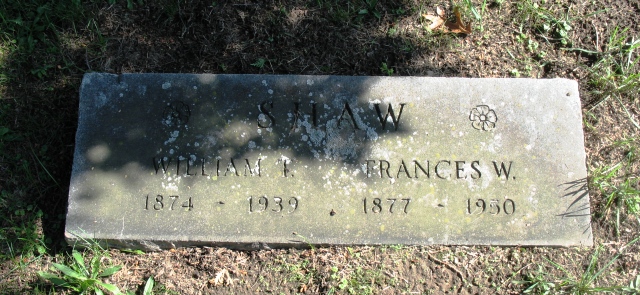 SHAW
WILLIAM T. FRANCES W.
1874 - 1939 . 1877 - 1950